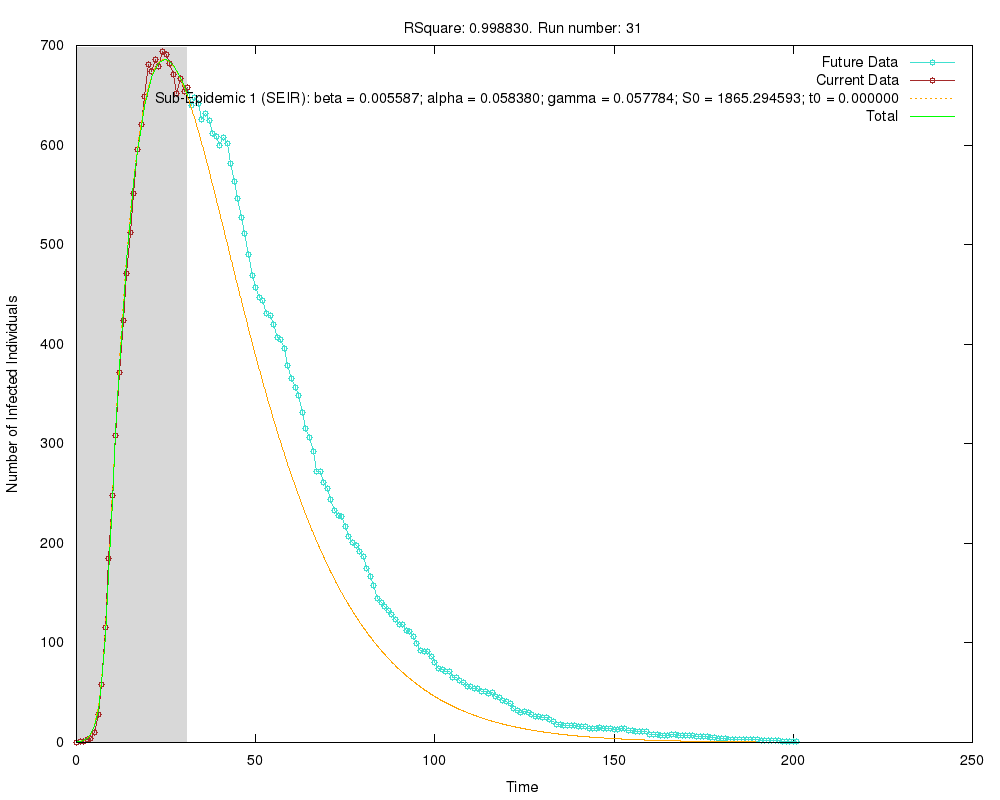 RSquare: 0.998830. Run number: 31
700
600
500
400
300
200
100
0
Number of Infected Individuals
Future Data
Current Data
Sub-Epidemic 1 (SEIR): beta = 0.005587; alpha = 0.058380; gamma = 0.057784; S0 = 1865.294593; t0 = 0.000000
Total
0 50 100 150 200 250
Time